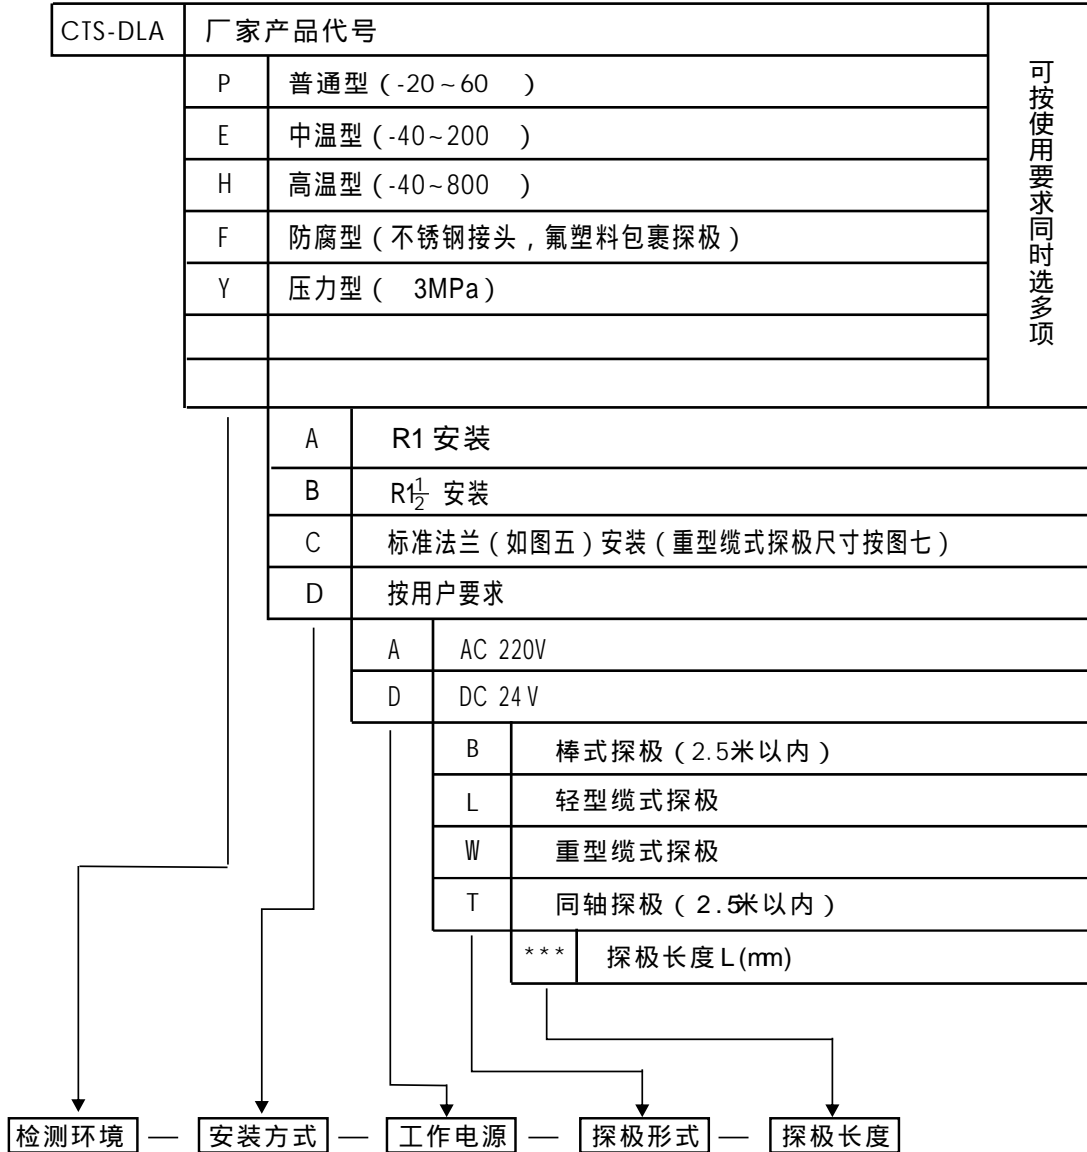 CTS-DLA 厂家产品代号
可按使用要求同时选多项
P 普通型（-20~60 ）
E 中温型（-40~200 ）
H 高温型（-40~800 ）
F 防腐型（不锈钢接头，氟塑料包裹探极）
Y 压力型（ 3MPa）
A R1 安装
B R1½ 安装
C 标准法兰（如图五）安装（重型缆式探极尺寸按图七）
D 按用户要求
A AC 220V
D DC 24V
B 棒式探极（2.5米以内）
L 轻型缆式探极
W 重型缆式探极
T 同轴探极（2.5米以内）
*** 探极长度L(mm)
检测环境 — 安装方式 — 工作电源 — 探极形式 — 探极长度